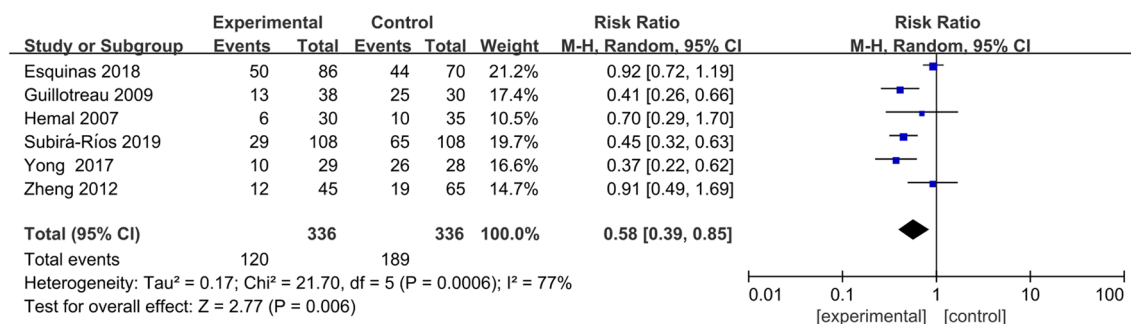 Experimental Control Risk Ratio Risk Ratio
Study or Subgroup Events Total Events Total Weight M-H, Random, 95% CI M-H, Random, 95% CI
Esquinas 2018 50 86 44 70 21.2% 0.92 [0.72, 1.19]
Guillotreau 2009 13 38 25 30 17.4% 0.41 [0.26, 0.66]
Hemal 2007 6 30 10 35 10.5% 0.70 [0.29, 1.70]
Subirá-Ríos 2019 29 108 65 108 19.7% 0.45 [0.32, 0.63]
Yong 2017 10 29 26 28 16.6% 0.37 [0.22, 0.62]
Zheng 2012 12 45 19 65 14.7% 0.91 [0.49, 1.69]
Total (95% CI) 336 336 100.0% 0.58 [0.39, 0.85]
Total events 120 189
Heterogeneity: Tau² = 0.17; Chi² = 21.70, df = 5 (P = 0.0006); I² = 77%
Test for overall effect: Z = 2.77 (P = 0.006)
0.01 0.1 1 10 100
[experimental] [control]